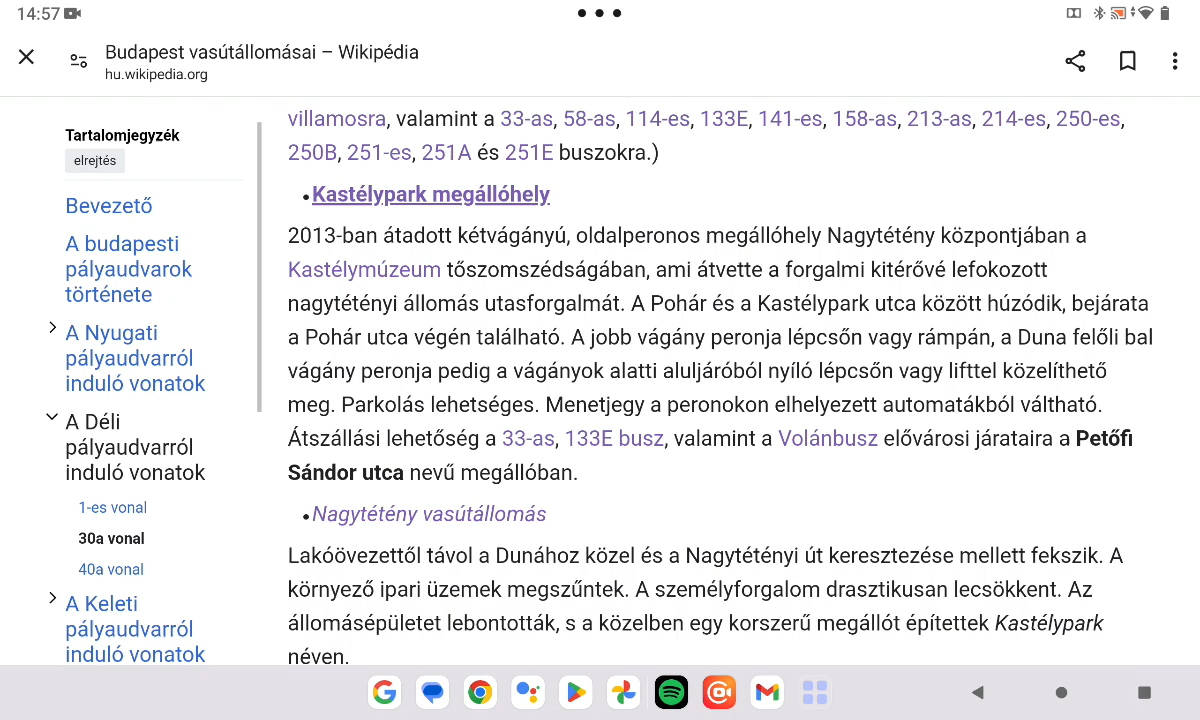 14:57
Budapest vasútállomásai – Wikipédia
hu.wikipedia.org
Tartalomjegyzék
elrejtés
Bevezető
A budapesti
pályaudvarok
története
A Nyugati
pályaudvarról
induló vonatok
A Déli
pályaudvarról
induló vonatok
1-es vonal
30a vonal
40a vonal
A Keleti
pályaudvarról
induló vonatok
villamosra, valamint a 33-as, 58-as, 114-es, 133E, 141-es, 158-as, 213-as, 214-es, 250-es,
250B, 251-es, 251A és 251E buszokra.)
•Kastélypark megállóhely
2013-ban átadott kétvágányú, oldalperonos megállóhely Nagytétény központjában a
Kastélymúzeum tőszomszédságában, ami átvette a forgalmi kitérővé lefokozott
nagytétényi állomás utasforgalmát. A Pohár és a Kastélypark utca között húzódik, bejárata
a Pohár utca végén található. A jobb vágány peronja lépcsőn vagy rámpán, a Duna felőli bal
vágány peronja pedig a vágányok alatti aluljáróból nyíló lépcsőn vagy lifttel közelíthető
meg. Parkolás lehetséges. Menetjegy a peronokon elhelyezett automatákból váltható.
Átszállási lehetőség a 33-as, 133E busz, valamint a Volánbusz elővárosi járataira a Petőfi
Sándor utca nevű megállóban.
•Nagytétény vasútállomás
Lakóövezettől távol a Dunához közel és a Nagytétényi út keresztezése mellett fekszik. A
környező ipari üzemek megszűntek. A személyforgalom drasztikusan lecsökkent. Az
állomásépületet lebontották, s a közelben egy korszerű megállót építettek Kastélypark
néven.